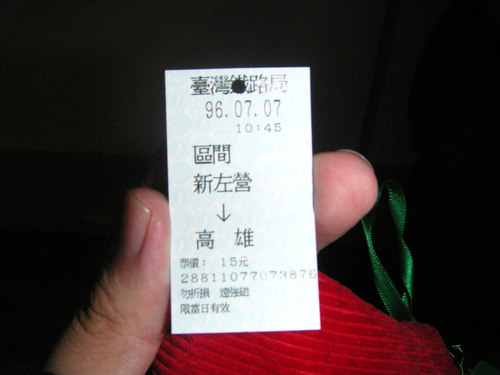 臺灣鐵路局
96.07.07
10:45
區間
新左營
↓
高 雄
票價： 15元
28811077073876
勿折損 遠強磁
限當日有效